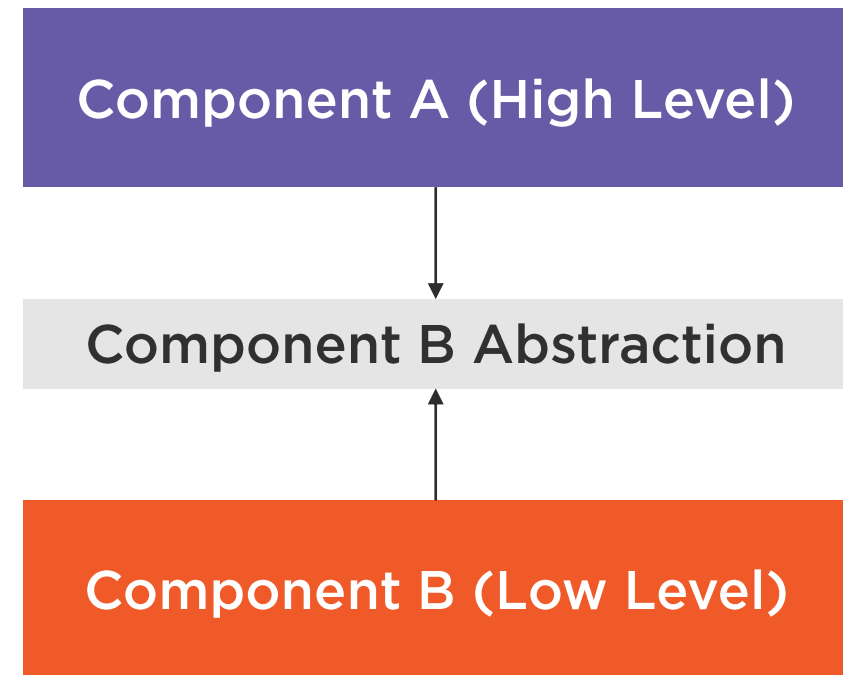 Component A (High Level)
Component B Abstraction
Component B (Low Level)